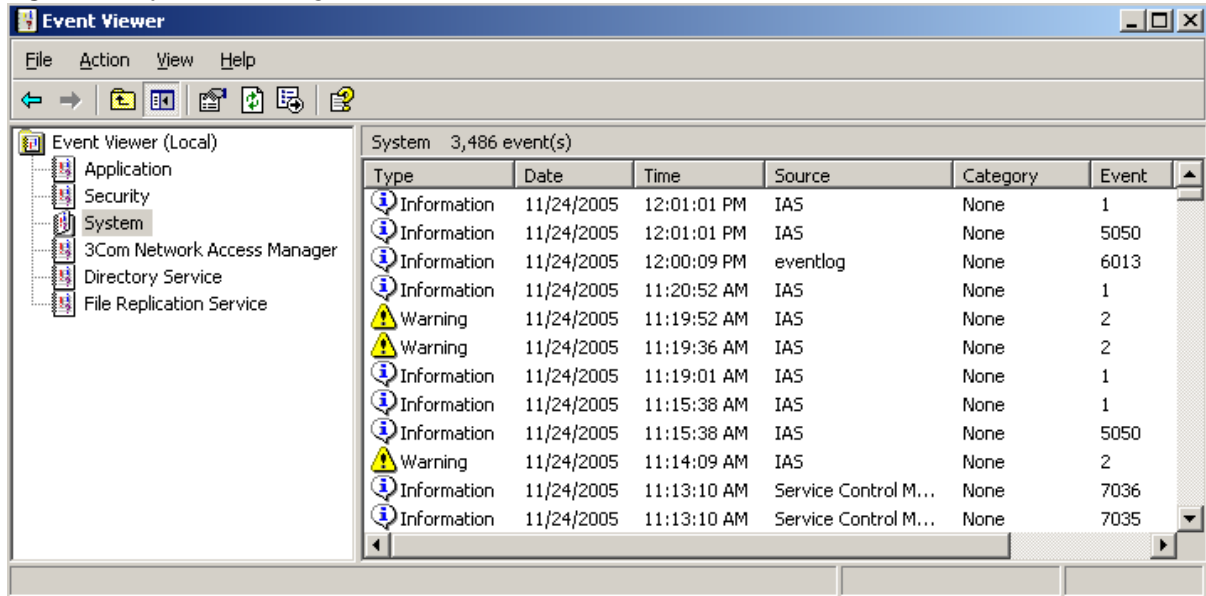 Event Viewer
File Action View Help
Event Viewer (Local)
Application
Security
System
3Com Network Access Manager
Directory Service
File Replication Service
System 3,486 event(s)
Type Date Time Source Category Event
Information 11/24/2005 12:01:01 PM IAS None 1
Information 11/24/2005 12:01:01 PM IAS None 5050
Information 11/24/2005 12:00:09 PM eventlog None 6013
Information 11/24/2005 11:20:52 AM IAS None 1
Warning 11/24/2005 11:19:52 AM IAS None 2
Warning 11/24/2005 11:19:36 AM IAS None 2
Information 11/24/2005 11:19:01 AM IAS None 1
Information 11/24/2005 11:15:38 AM IAS None 1
Information 11/24/2005 11:15:38 AM IAS None 5050
Warning 11/24/2005 11:14:09 AM IAS None 2
Information 11/24/2005 11:13:10 AM Service Control M... None 7036
Information 11/24/2005 11:13:10 AM Service Control M... None 7035